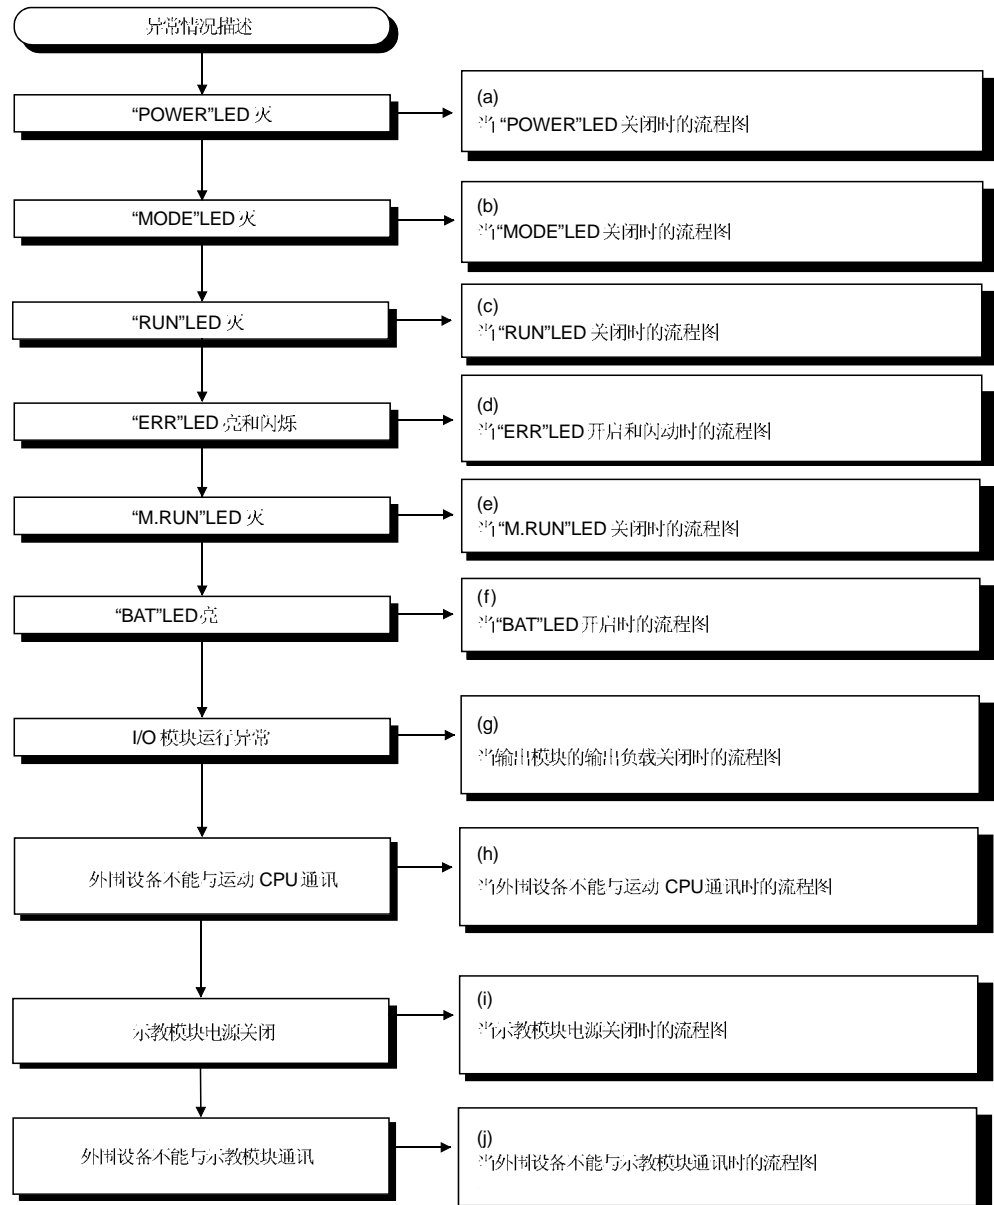 异常情况描述
“POWER”LED 灭
(a)
当 “POWER”LED 关闭时的流程图
“MODE”LED 灭
(b)
当“MODE”LED 关闭时的流程图
“RUN”LED 灭
(c)
当 “RUN”LED 关闭时的流程图
“ERR”LED 亮和闪烁
(d)
当“ERR”LED 开启和闪动时的流程图
“M.RUN”LED 灭
(e)
当 “M.RUN”LED 关闭时的流程图
“BAT”LED亮
(f)
当“BAT”LED 开启时的流程图
I/O 模块运行异常
(g)
当输出模块的输出负载关闭时的流程图
外围设备不能与运动 CPU 通讯
(h)
当外围设备不能与运动 CPU 通讯时的流程图
示教模块电源关闭
(i)
当示教模块电源关闭时的流程图
外围设备不能与示教模块通讯
(j)
当外围设备不能与示教模块通讯时的流程图